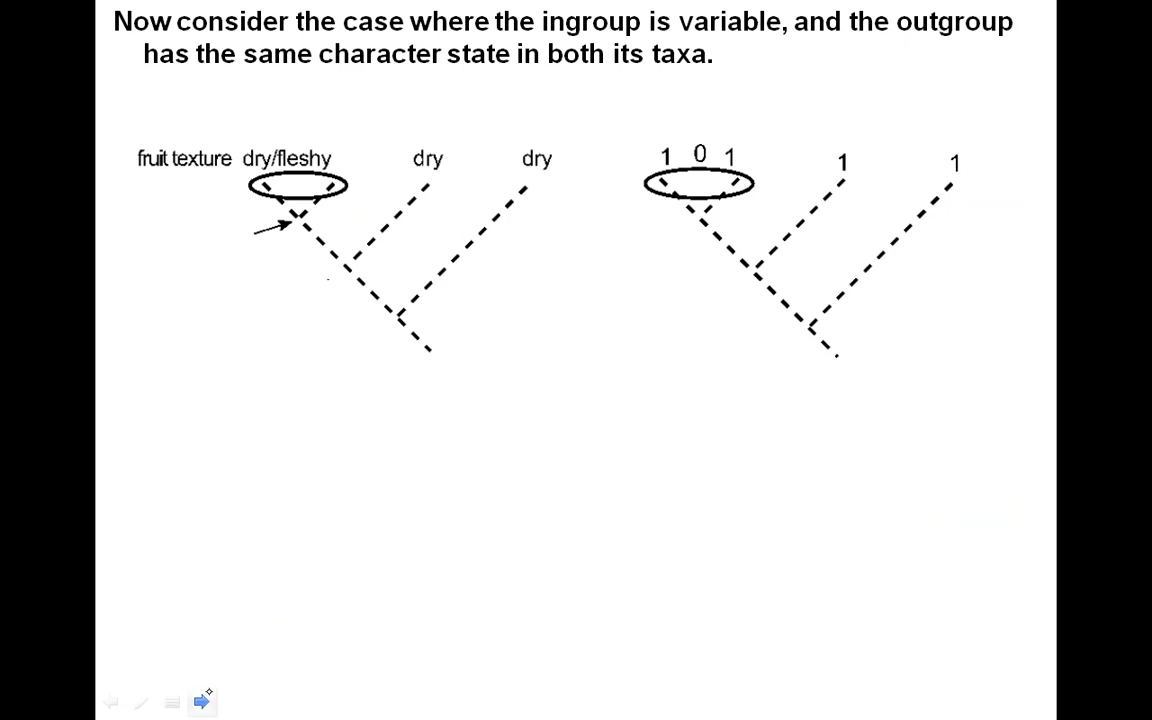 Now consider the case where the ingroup is variable, and the outgroup
has the same character state in both its taxa.
fruit texture dry/fleshy dry dry
1 0 1 1 1